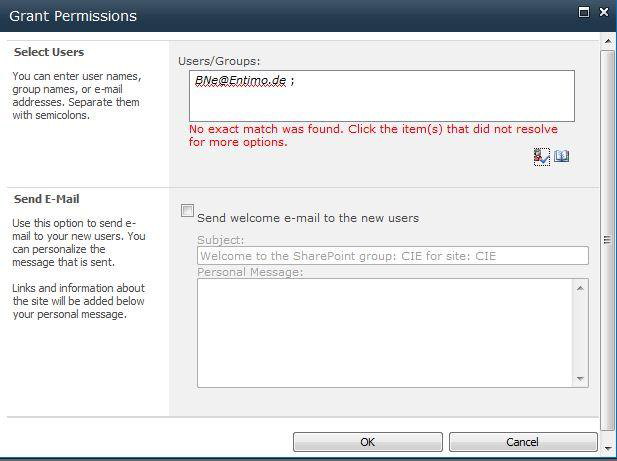 Grant Permissions
Select Users
You can enter user names,
group names, or e-mail
addresses. Separate them
with semicolons.
Users/Groups:
BNe@Entimo.de ;
No exact match was found. Click the item(s) that did not resolve
for more options.
Send E-Mail
Use this option to send e-
mail to your new users. You
can personalize the
message that is sent.
Links and information about
the site will be added below
your personal message.
Send welcome e-mail to the new users
Subject:
Welcome to the SharePoint group: CIE for site: CIE
Personal Message:
OK
Cancel